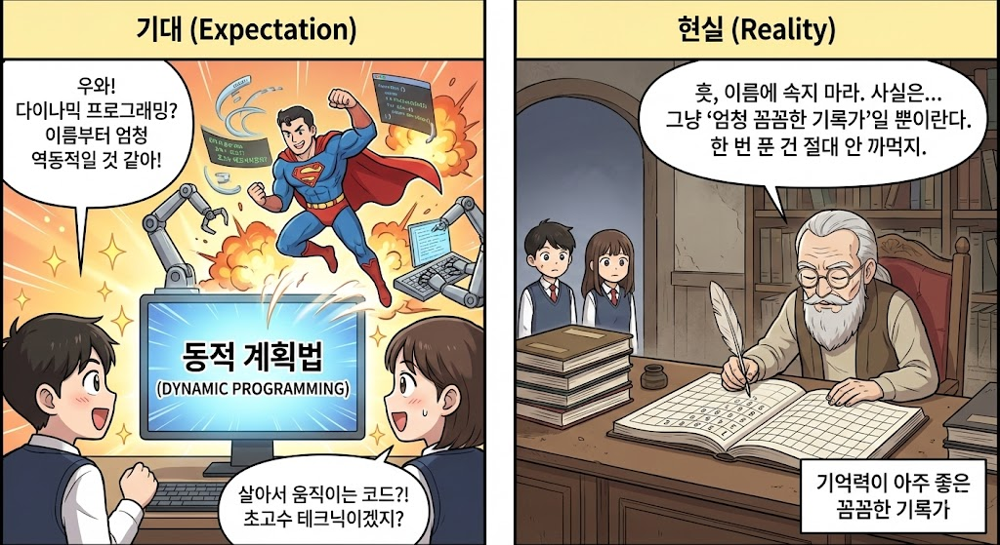 기대 (Expectation)
우와!
다이나믹 프로그래밍?
이름부터 엄청
역동적일 것 같아!
동적 계획법
(DYNAMIC PROGRAMMING)
살아서 움직이는 코드?!
초고수 테크닉이겠지?
현실 (Reality)
훗, 이름에 속지 마라. 사실은...
그냥 ‘엄청 꼼꼼한 기록가’일 뿐이란다.
한 번 푼 건 절대 안 까먹지.
기억력이 아주 좋은
꼼꼼한 기록가